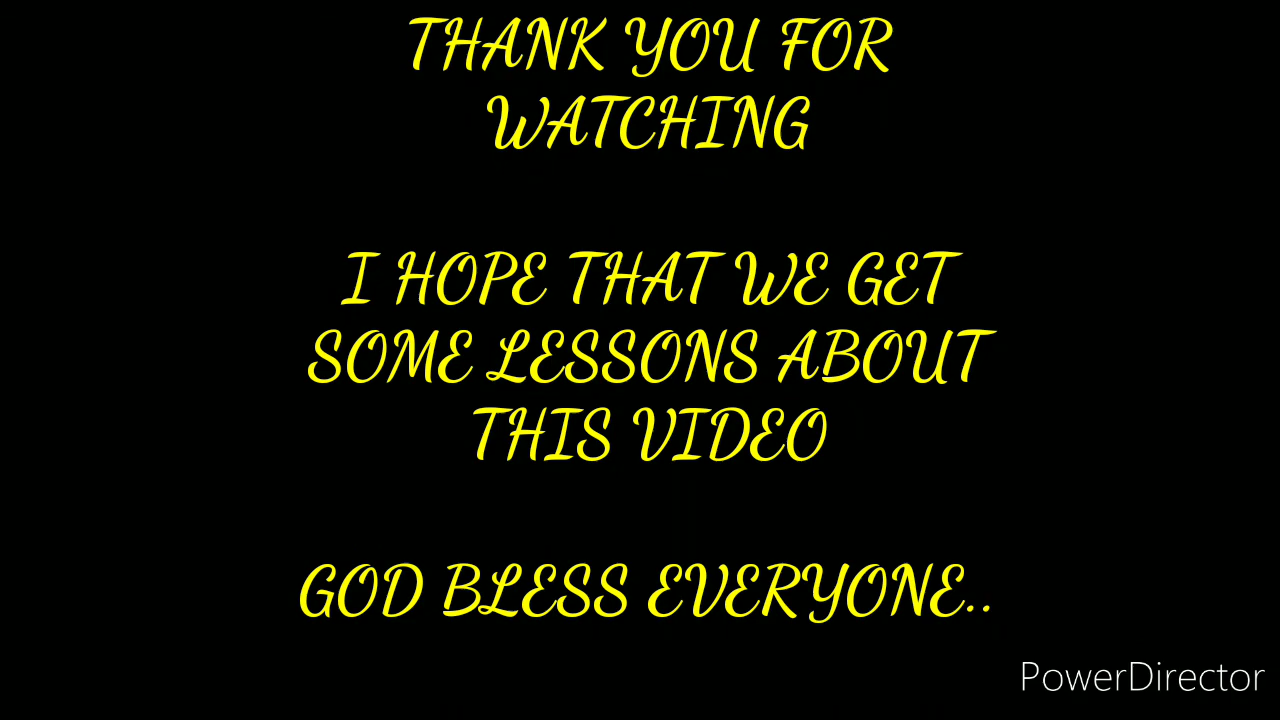 THANK YOU FOR
WATCHING
I HOPE THAT WE GET
SOME LESSONS ABOUT
THIS VIDEO
GOD BLESS EVERYONE..
PowerDirector